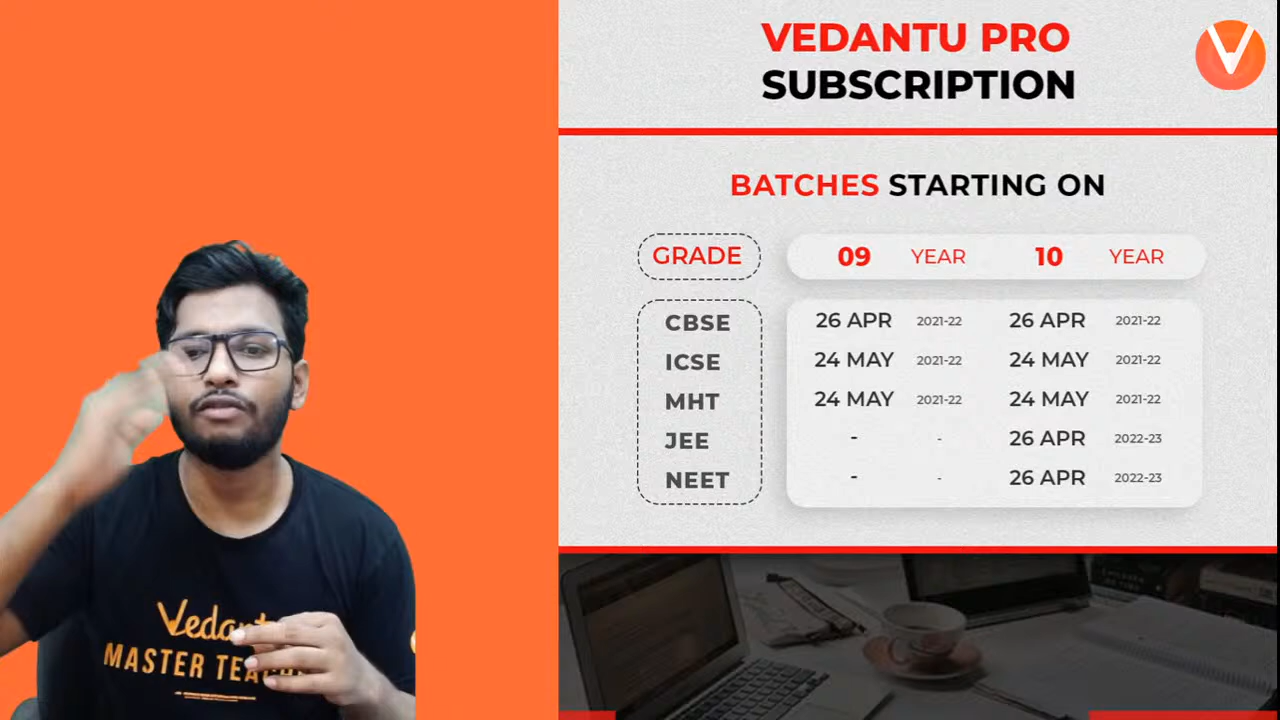 VEDANTU PRO
SUBSCRIPTION
BATCHES STARTING ON
GRADE 09 YEAR 10 YEAR
CBSE 26 APR 2021-22 26 APR 2021-22
ICSE 24 MAY 2021-22 24 MAY 2021-22
MHT 24 MAY 2021-22 24 MAY 2021-22
JEE - - 26 APR 2022-23
NEET - - 26 APR 2022-23
MASTER